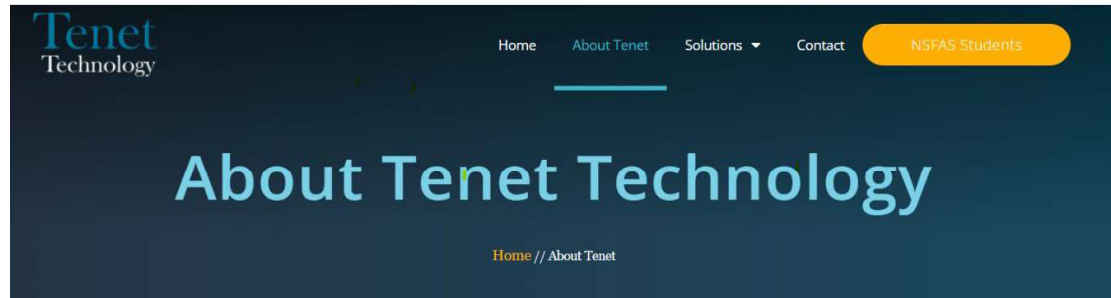 Tenet
Technology
Home About Tenet Solutions Contact NSFAS Students
About Tenet Technology
Home // About Tenet